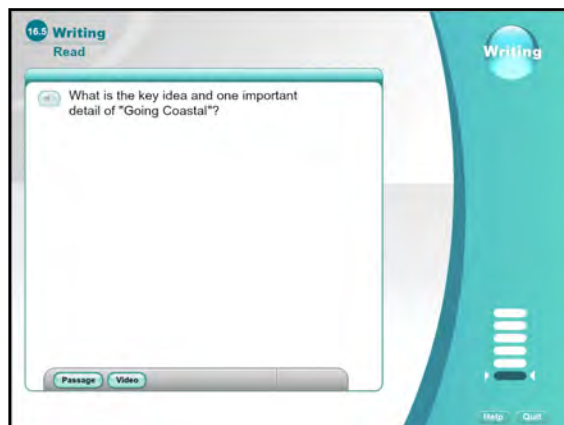 16.5 Writing
Read
Writing
What is the key idea and one important
detail of "Going Coastal"?
Passage Video
Help Quit